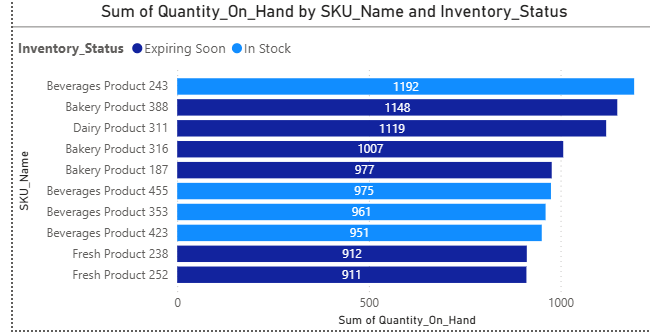 Sum of Quantity_On_Hand by SKU_Name and Inventory_Status
Inventory_Status Expiring Soon In Stock
SKU_Name
Beverages Product 243 1192
Bakery Product 388 1148
Dairy Product 311 1119
Bakery Product 316 1007
Bakery Product 187 977
Beverages Product 455 975
Beverages Product 353 961
Beverages Product 423 951
Fresh Product 238 912
Fresh Product 252 911
0 500 1000
Sum of Quantity_On_Hand